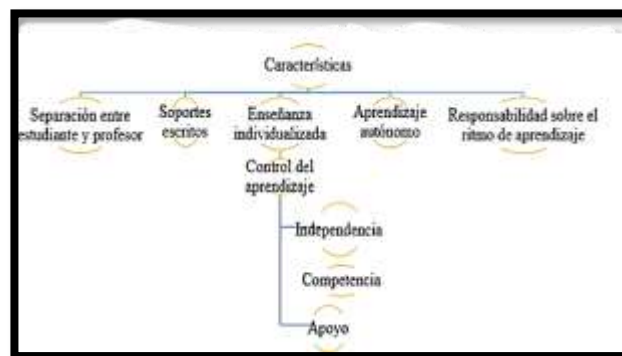 Características
Separación entre
estudiante y profesor
Soportes
escritos
Enseñanza
individualizada
Aprendizaje
autónomo
Responsabilidad sobre el
ritmo de aprendizaje
Control del
aprendizaje
Independencia
Competencia
Apoyo